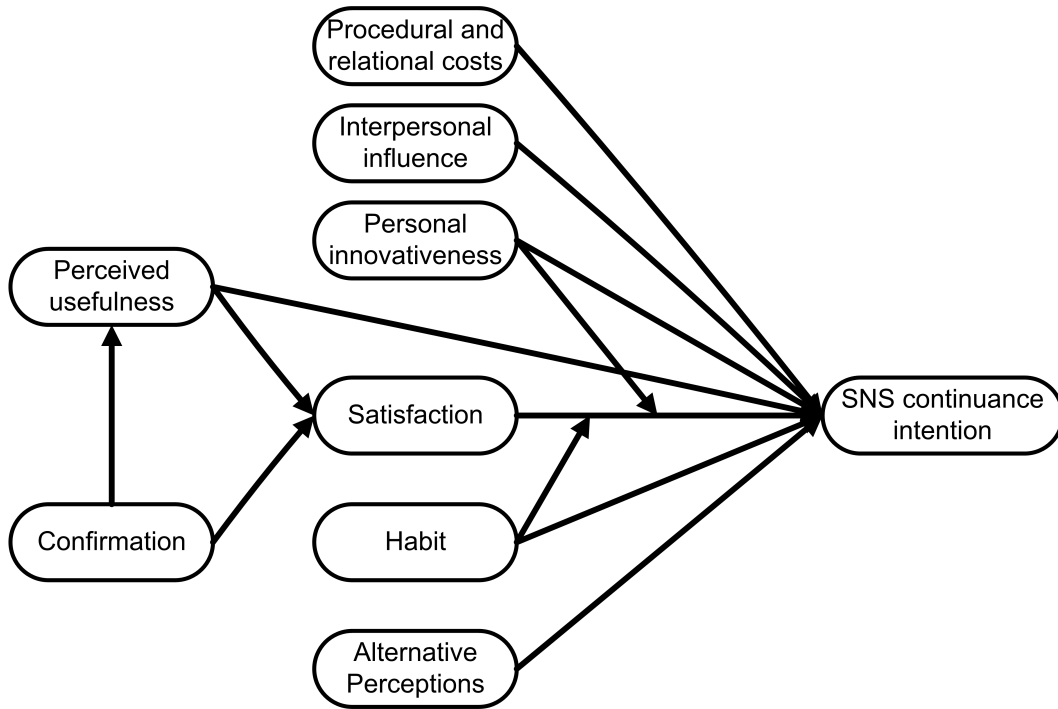 Procedural and
relational costs
Interpersonal
influence
Personal
innovativeness
Perceived
usefulness
Satisfaction
SNS continuance
intention
Confirmation
Habit
Alternative
Perceptions